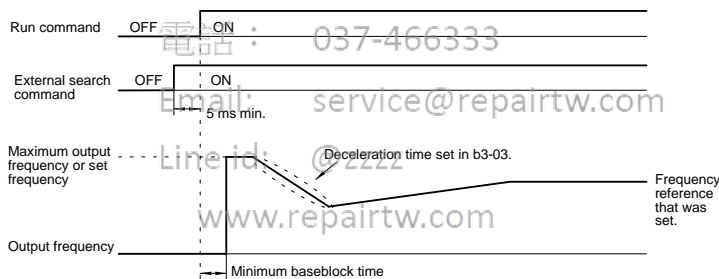 Run command OFF ON
電話： 037-466333
External search
command
OFF ON
5 ms min.
Email: service@repairtw.com
Maximum output
frequency or set
frequency
Deceleration time set in b3-03.
Line id: @zzzz
Frequency
reference
that was
set.
www.repairtw.com
Output frequency
Minimum baseblock time